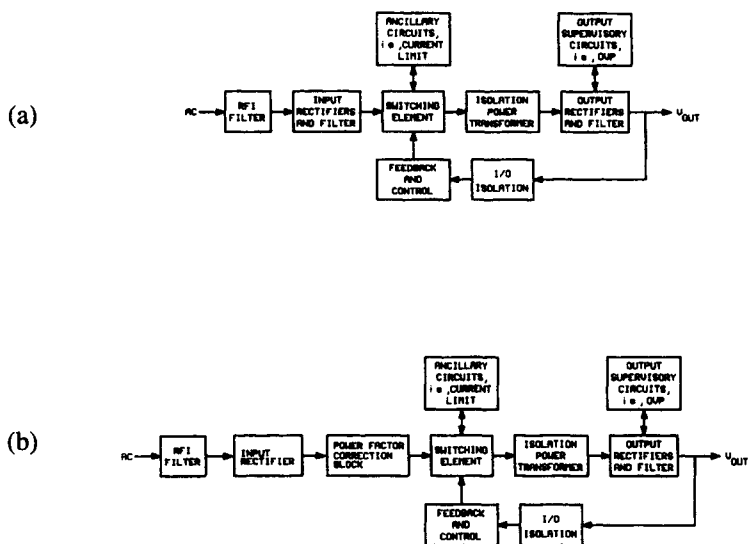 (a)
ANCILLARY
CIRCUITS,
i e ,CURRENT
LIMIT
OUTPUT
SUPERVISORY
CIRCUITS,
i e , OVP
AC
RFI
FILTER
INPUT
RECTIFIERS
AND FILTER
SWITCHING
ELEMENT
ISOLATION
POWER
TRANSFORMER
OUTPUT
RECTIFIERS
AND FILTER
VOUT
FEEDBACK
AND
CONTROL
I/O
ISOLATION
(b)
ANCILLARY
CIRCUITS,
i e ,CURRENT
LIMIT
OUTPUT
SUPERVISORY
CIRCUITS,
i e , OVP
AC
RFI
FILTER
INPUT
RECTIFIER
POWER FACTOR
CORRECTION
BLOCK
SWITCHING
ELEMENT
ISOLATION
POWER
TRANSFORMER
OUTPUT
RECTIFIERS
AND FILTER
VOUT
FEEDBACK
AND
CONTROL
I/O
ISOLATION